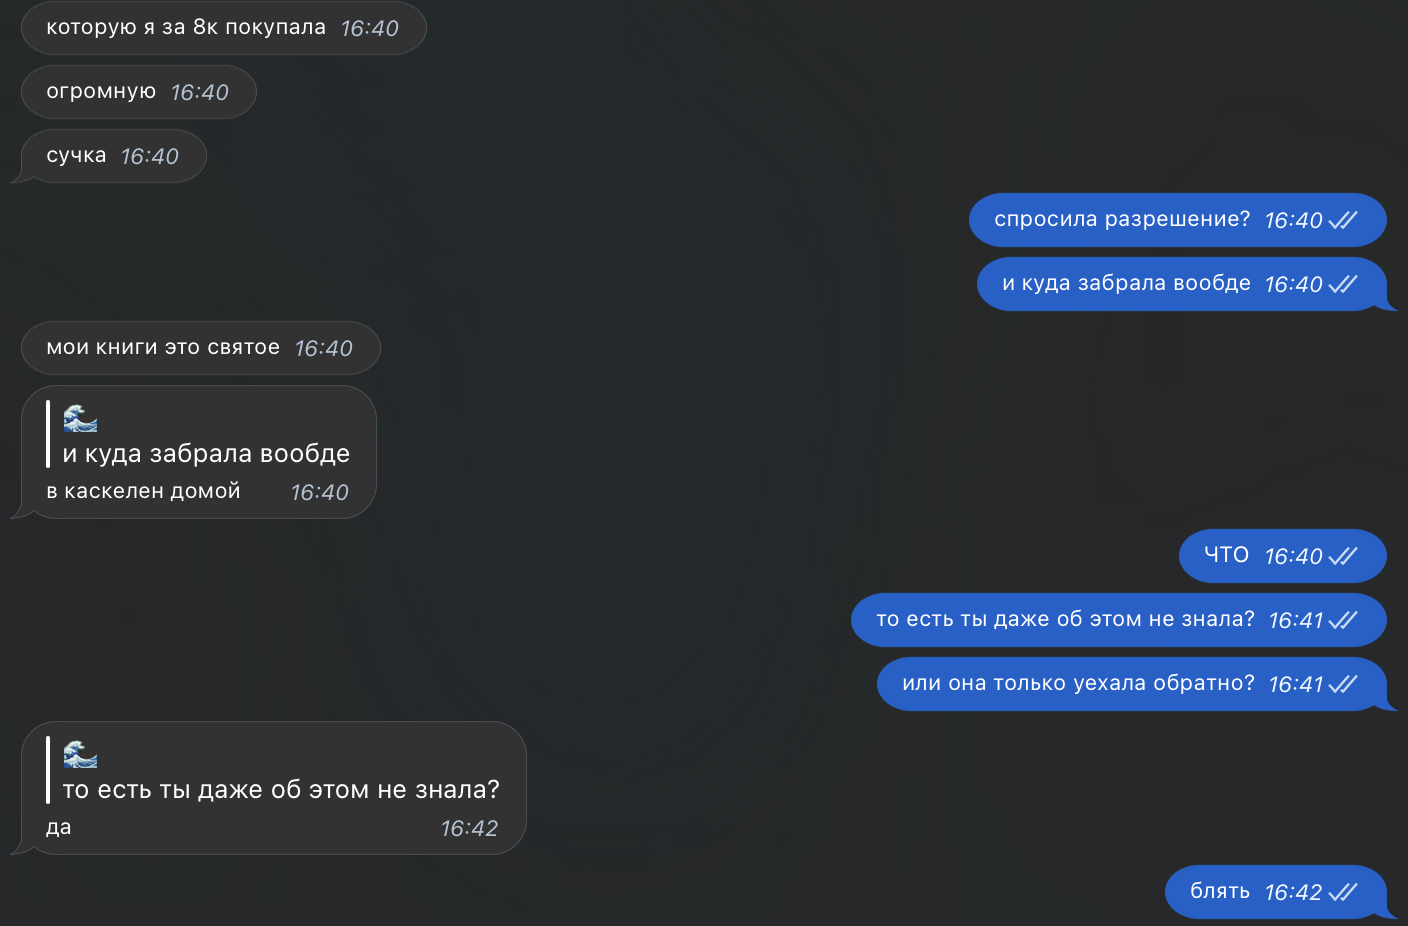 которую я за 8к покупала 16:40
огромную 16:40
сучка 16:40
спросила разрешение? 16:40
и куда забрала вообде 16:40
мои книги это святое 16:40
🌊
и куда забрала вообде
в каскелен домой 16:40
ЧТО 16:40
то есть ты даже об этом не знала? 16:41
или она только уехала обратно? 16:41
🌊
то есть ты даже об этом не знала?
да 16:42
блять 16:42